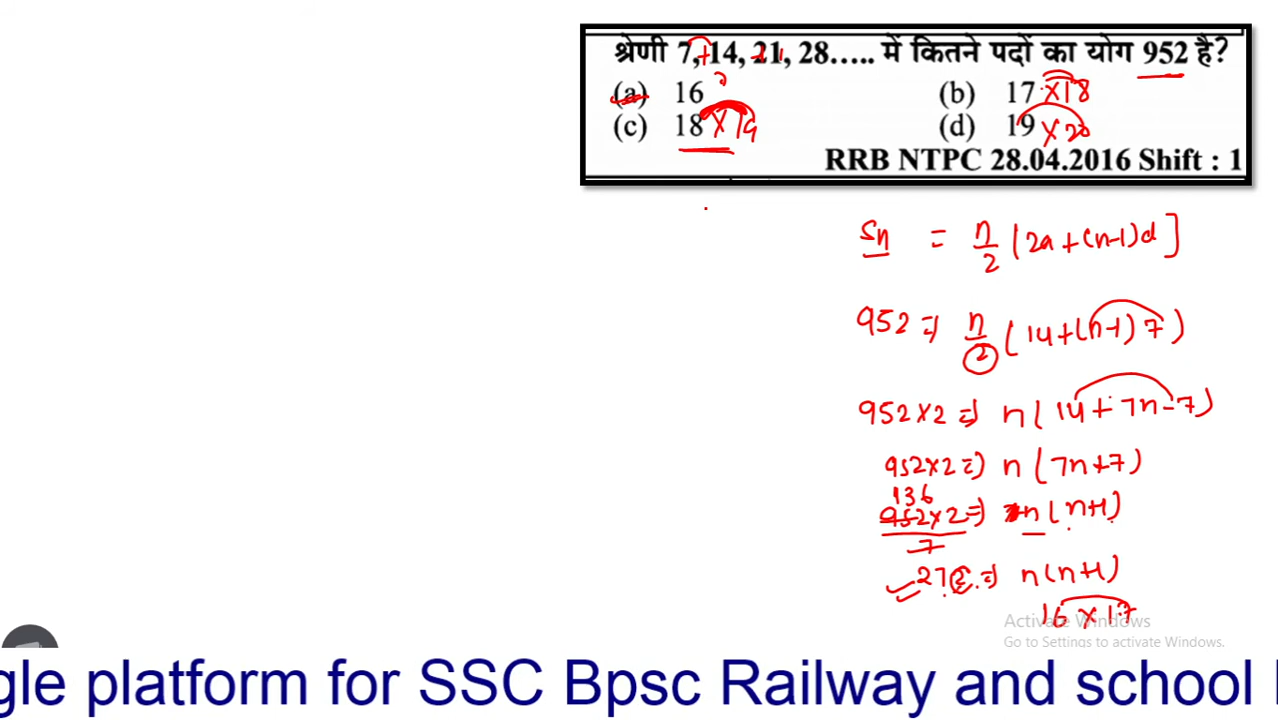 श्रेणी 7, + 14, 21, 28..... में कितने पदों का योग 952 है?
(a) 16 (b) 17 × 18
(c) 18 × 19 (d) 19 × 20
RRB NTPC 28.04.2016 Shift : 1
Sn = n/2 [2a + (n-1)d]
952 ⇒ n/2 (14 + (n-1) 7)
952 × 2 ⇒ n (14 + 7n - 7)
952 × 2 ⇒ n (7n + 7)
136
952 × 2 ⇒ n (n+1)
7
272 ⇒ n (n+1)
16 × 17
Activate Windows
Go to Settings to activate Windows.
gle platform for SSC Bpsc Railway and school